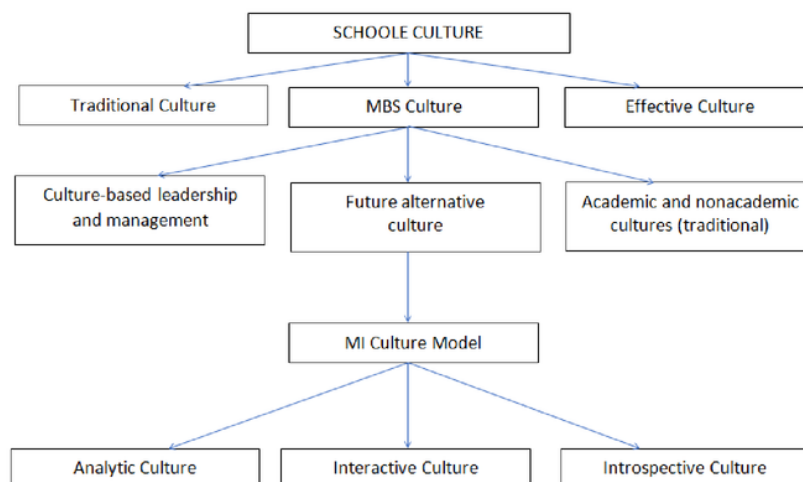 SCHOOLE CULTURE
Traditional Culture
MBS Culture
Effective Culture
Culture-based leadership
and management
Future alternative
culture
Academic and nonacademic
cultures (traditional)
MI Culture Model
Analytic Culture
Interactive Culture
Introspective Culture